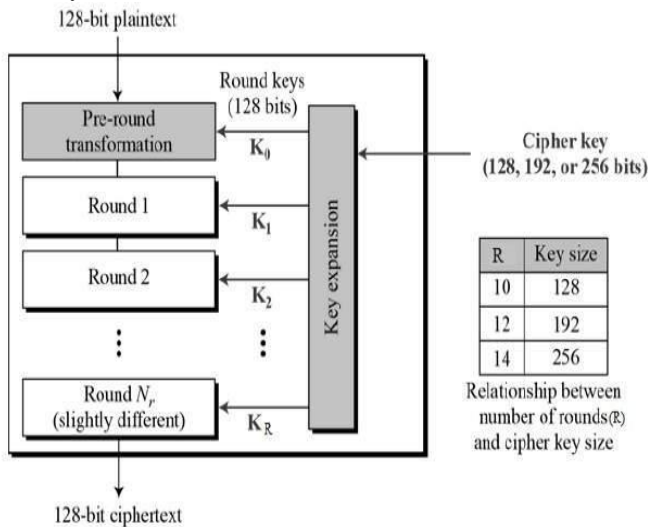 128-bit plaintext
Round keys
(128 bits)
Pre-round
transformation
K₀
Cipher key
(128, 192, or 256 bits)
Round 1
K₁
Round 2
K₂
Key expansion
R Key size
10 128
12 192
14 256
⋮ ⋮
Round Nᵣ
(slightly different)
K_R
Relationship between
number of rounds(R)
and cipher key size
128-bit ciphertext